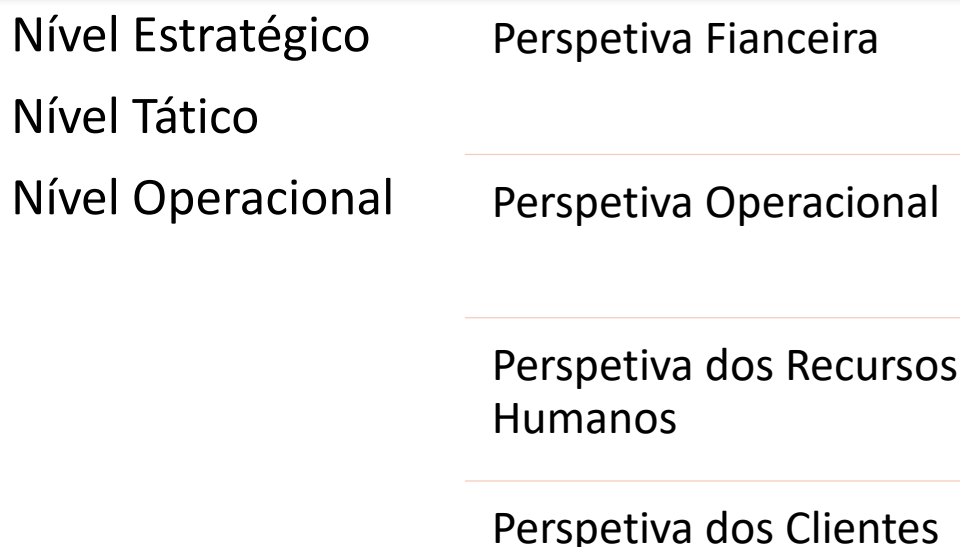 Nível Estratégico
Nível Tático
Nível Operacional
Perspetiva Fianceira
Perspetiva Operacional
Perspetiva dos Recursos
Humanos
Perspetiva dos Clientes